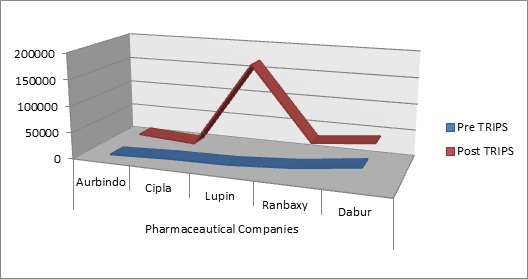 200000
150000
100000
50000
0
Aurbindo
Cipla
Lupin
Ranbaxy
Dabur
Pharmaceautical Companies
Pre TRIPS
Post TRIPS